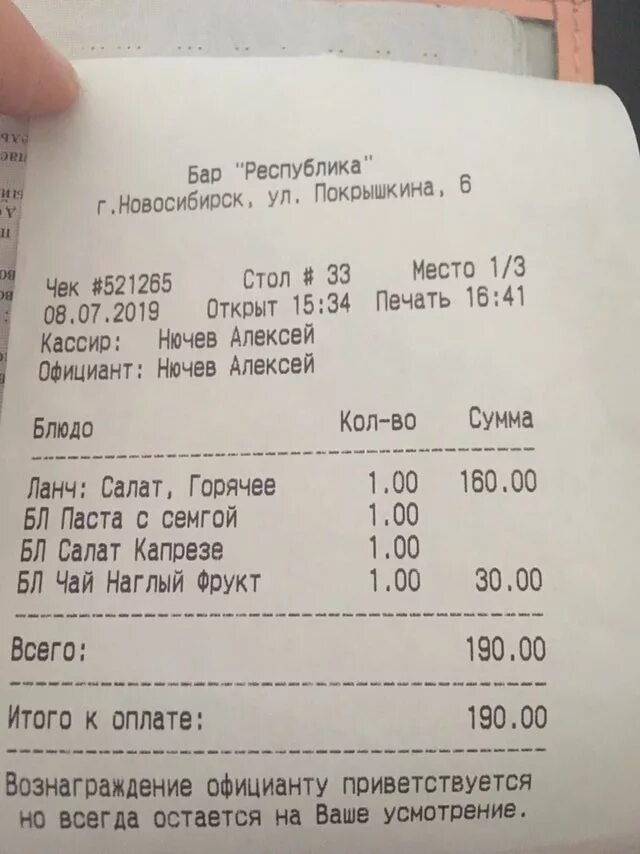 Бар "Республика"
г.Новосибирск, ул. Покрышкина, 6
Чек #521265 Стол # 33 Место 1/3
08.07.2019 Открыт 15:34 Печать 16:41
Кассир: Нючев Алексей
Официант: Нючев Алексей
Блюдо Кол-во Сумма
Ланч: Салат, Горячее 1.00 160.00
БЛ Паста с семгой 1.00
БЛ Салат Капрезе 1.00
БЛ Чай Наглый Фрукт 1.00 30.00
Всего: 190.00
Итого к оплате: 190.00
Вознаграждение официанту приветствуется
но всегда остается на Ваше усмотрение.